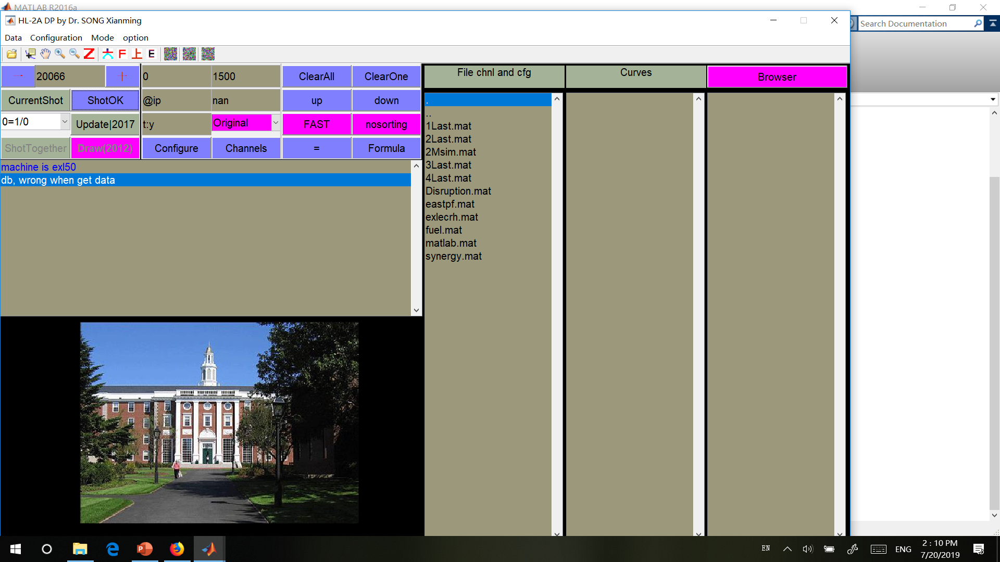 MATLAB R2016a
HL-2A DP by Dr. SONG Xianming
Search Documentation
Data Configuration Mode option
Z F 上 E
20066 0 1500 ClearAll ClearOne
CurrentShot ShotOK @ip nan up down
0=1/0 Update|2017 t:y Original FAST nosorting
ShotTogether Draw(2012) Configure Channels = Formula
machine is exl50
db, wrong when get data
File chnl and cfg Curves Browser
.
..
1Last.mat
2Last.mat
2Msim.mat
3Last.mat
4Last.mat
Disruption.mat
eastpf.mat
exlecrh.mat
fuel.mat
matlab.mat
synergy.mat
EN ENG
2 : 10 PM
7/20/2019